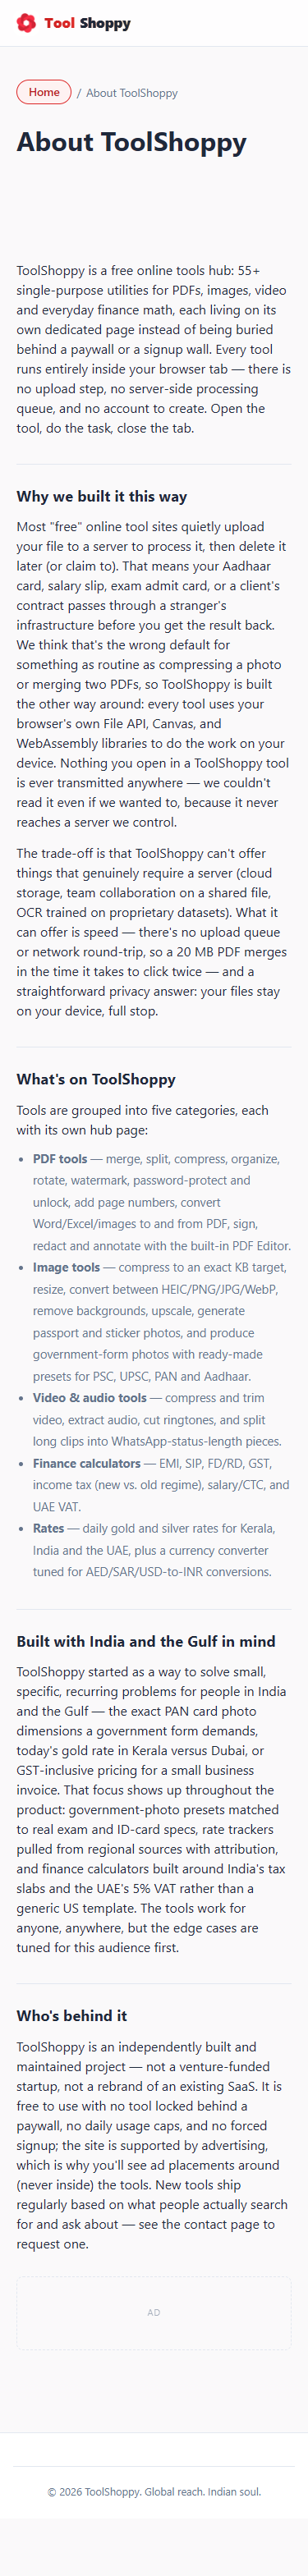 Tool Shoppy
Home / About ToolShoppy
About ToolShoppy
ToolShoppy is a free online tools hub: 55+
single-purpose utilities for PDFs, images, video
and everyday finance math, each living on its
own dedicated page instead of being buried
behind a paywall or a signup wall. Every tool
runs entirely inside your browser tab — there is
no upload step, no server-side processing
queue, and no account to create. Open the
tool, do the task, close the tab.
Why we built it this way
Most "free" online tool sites quietly upload
your file to a server to process it, then delete it
later (or claim to). That means your Aadhaar
card, salary slip, exam admit card, or a client's
contract passes through a stranger's
infrastructure before you get the result back.
We think that's the wrong default for
something as routine as compressing a photo
or merging two PDFs, so ToolShoppy is built
the other way around: every tool uses your
browser's own File API, Canvas, and
WebAssembly libraries to do the work on your
device. Nothing you open in a ToolShoppy tool
is ever transmitted anywhere — we couldn't
read it even if we wanted to, because it never
reaches a server we control.
The trade-off is that ToolShoppy can't offer
things that genuinely require a server (cloud
storage, team collaboration on a shared file,
OCR trained on proprietary datasets). What it
can offer is speed — there's no upload queue
or network round-trip, so a 20 MB PDF merges
in the time it takes to click twice — and a
straightforward privacy answer: your files stay
on your device, full stop.
What's on ToolShoppy
Tools are grouped into five categories, each
with its own hub page:
• PDF tools — merge, split, compress, organize,
rotate, watermark, password-protect and
unlock, add page numbers, convert
Word/Excel/images to and from PDF, sign,
redact and annotate with the built-in PDF Editor.
• Image tools — compress to an exact KB target,
resize, convert between HEIC/PNG/JPG/WebP,
remove backgrounds, upscale, generate
passport and sticker photos, and produce
government-form photos with ready-made
presets for PSC, UPSC, PAN and Aadhaar.
• Video & audio tools — compress and trim
video, extract audio, cut ringtones, and split
long clips into WhatsApp-status-length pieces.
• Finance calculators — EMI, SIP, FD/RD, GST,
income tax (new vs. old regime), salary/CTC, and
UAE VAT.
• Rates — daily gold and silver rates for Kerala,
India and the UAE, plus a currency converter
tuned for AED/SAR/USD-to-INR conversions.
Built with India and the Gulf in mind
ToolShoppy started as a way to solve small,
specific, recurring problems for people in India
and the Gulf — the exact PAN card photo
dimensions a government form demands,
today's gold rate in Kerala versus Dubai, or
GST-inclusive pricing for a small business
invoice. That focus shows up throughout the
product: government-photo presets matched
to real exam and ID-card specs, rate trackers
pulled from regional sources with attribution,
and finance calculators built around India's tax
slabs and the UAE's 5% VAT rather than a
generic US template. The tools work for
anyone, anywhere, but the edge cases are
tuned for this audience first.
Who's behind it
ToolShoppy is an independently built and
maintained project — not a venture-funded
startup, not a rebrand of an existing SaaS. It is
free to use with no tool locked behind a
paywall, no daily usage caps, and no forced
signup; the site is supported by advertising,
which is why you'll see ad placements around
(never inside) the tools. New tools ship
regularly based on what people actually search
for and ask about — see the contact page to
request one.
AD
© 2026 ToolShoppy. Global reach. Indian soul.